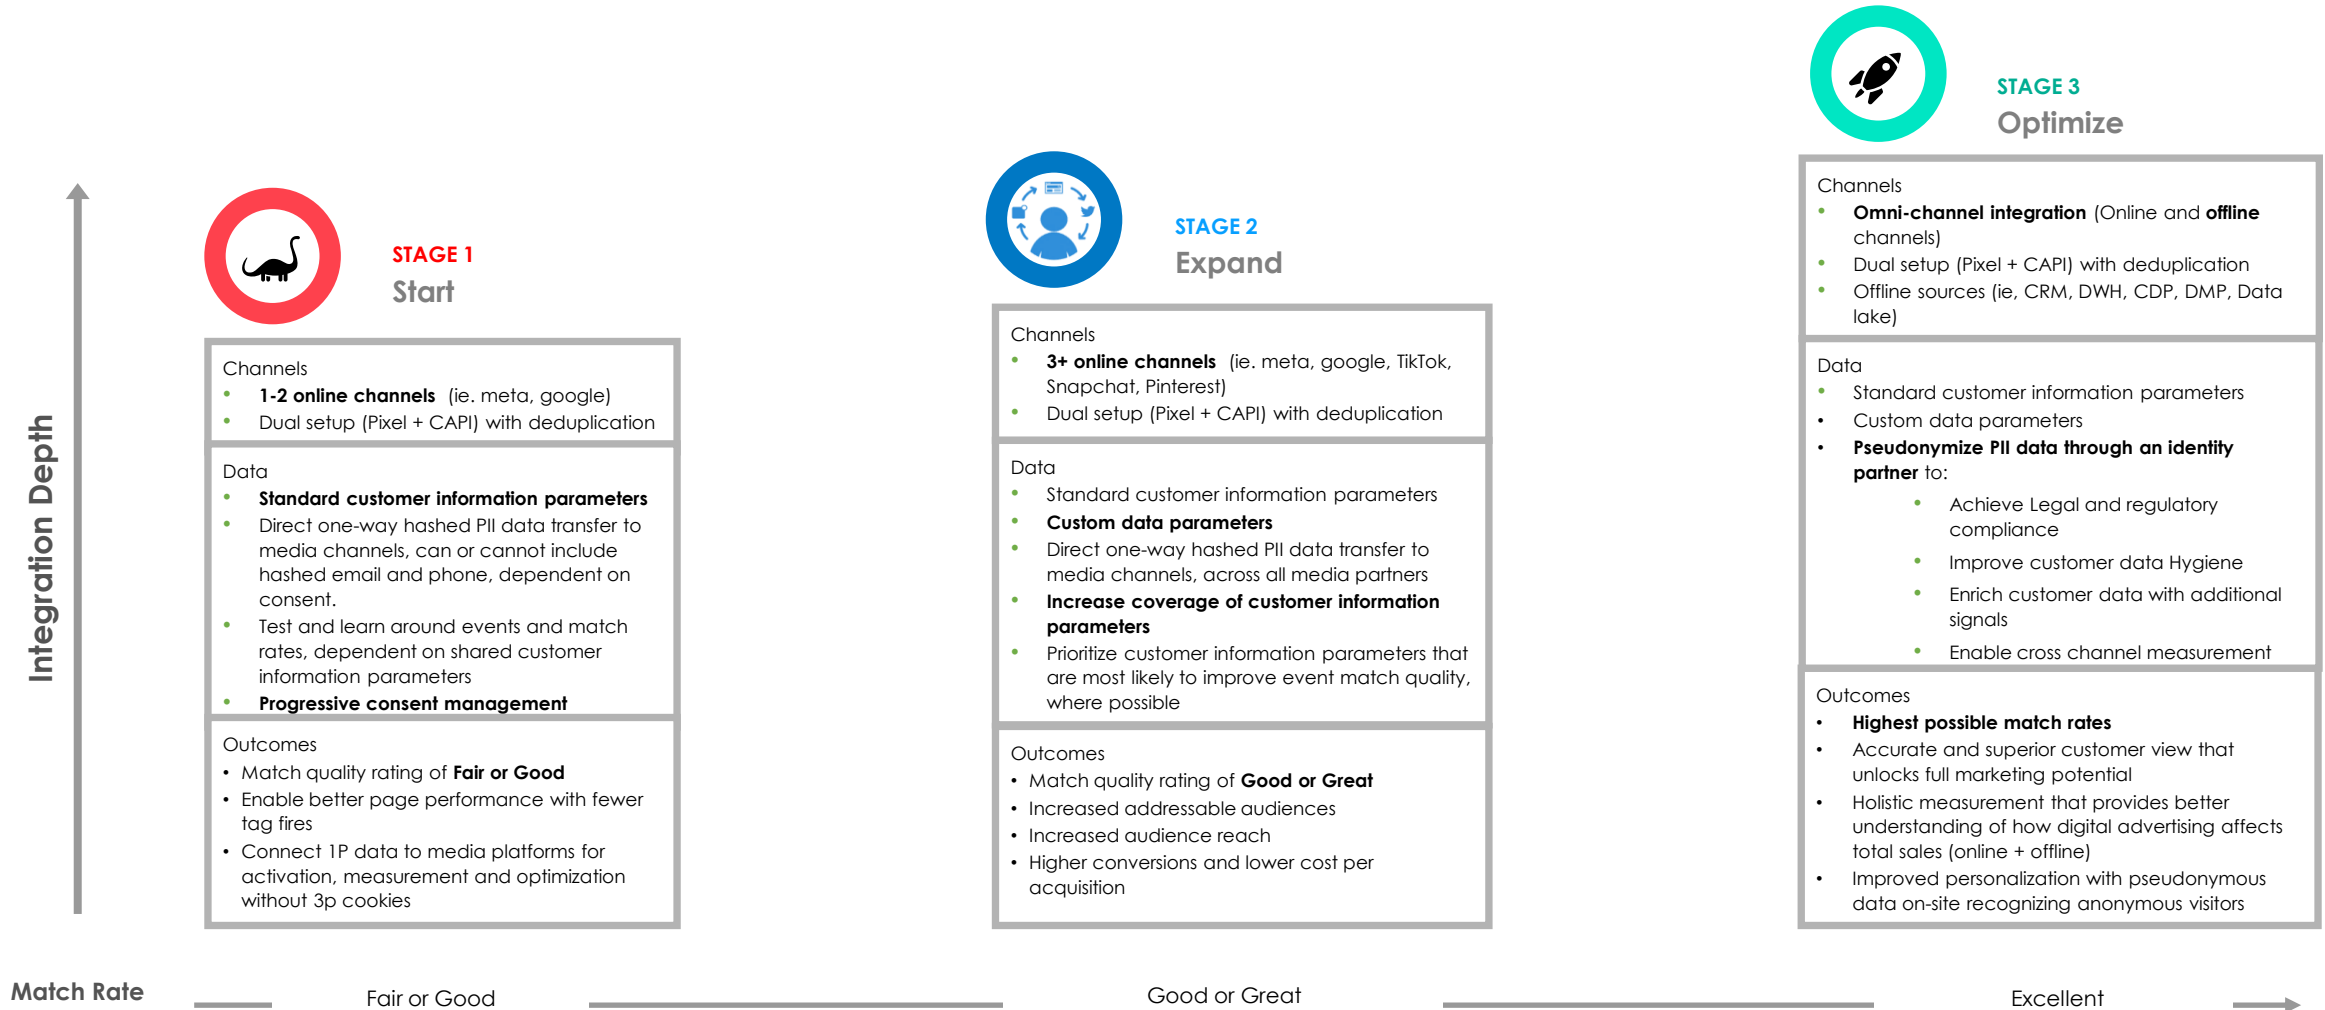 STAGE 1
Start
Channels
• 1-2 online channels (ie. meta, google)
• Dual setup (Pixel + CAPI) with deduplication
Data
• Standard customer information parameters
• Direct one-way hashed PII data transfer to
media channels, can or cannot include
hashed email and phone, dependent on
consent.
• Test and learn around events and match
rates, dependent on shared customer
information parameters
• Progressive consent management
Outcomes
• Match quality rating of Fair or Good
• Enable better page performance with fewer
tag fires
• Connect 1P data to media platforms for
activation, measurement and optimization
without 3p cookies
STAGE 2
Expand
Channels
• 3+ online channels (ie. meta, google, TikTok,
Snapchat, Pinterest)
• Dual setup (Pixel + CAPI) with deduplication
Data
• Standard customer information parameters
• Custom data parameters
• Direct one-way hashed PII data transfer to
media channels, across all media partners
• Increase coverage of customer information
parameters
• Prioritize customer information parameters that
are most likely to improve event match quality,
where possible
Outcomes
• Match quality rating of Good or Great
• Increased addressable audiences
• Increased audience reach
• Higher conversions and lower cost per
acquisition
STAGE 3
Optimize
Channels
• Omni-channel integration (Online and offline
channels)
• Dual setup (Pixel + CAPI) with deduplication
• Offline sources (ie, CRM, DWH, CDP, DMP, Data
lake)
Data
• Standard customer information parameters
• Custom data parameters
• Pseudonymize PII data through an identity
partner to:
• Achieve Legal and regulatory
compliance
• Improve customer data Hygiene
• Enrich customer data with additional
signals
• Enable cross channel measurement
Outcomes
• Highest possible match rates
• Accurate and superior customer view that
unlocks full marketing potential
• Holistic measurement that provides better
understanding of how digital advertising affects
total sales (online + offline)
• Improved personalization with pseudonymous
data on-site recognizing anonymous visitors
Integration Depth
Match Rate
Fair or Good
Good or Great
Excellent